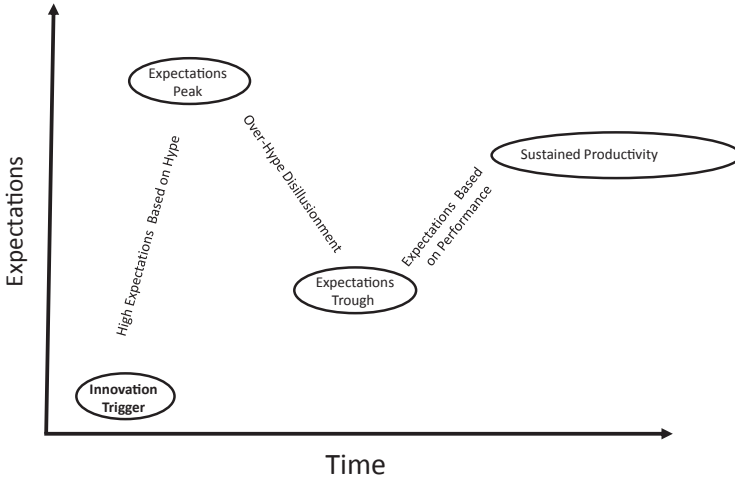 Expectations
Expectations
Peak
High Expectations Based on Hype
Over-Hype Disillusionment
Innovation
Trigger
Expectations
Trough
Expectations Based
on Performance
Sustained Productivity
Time